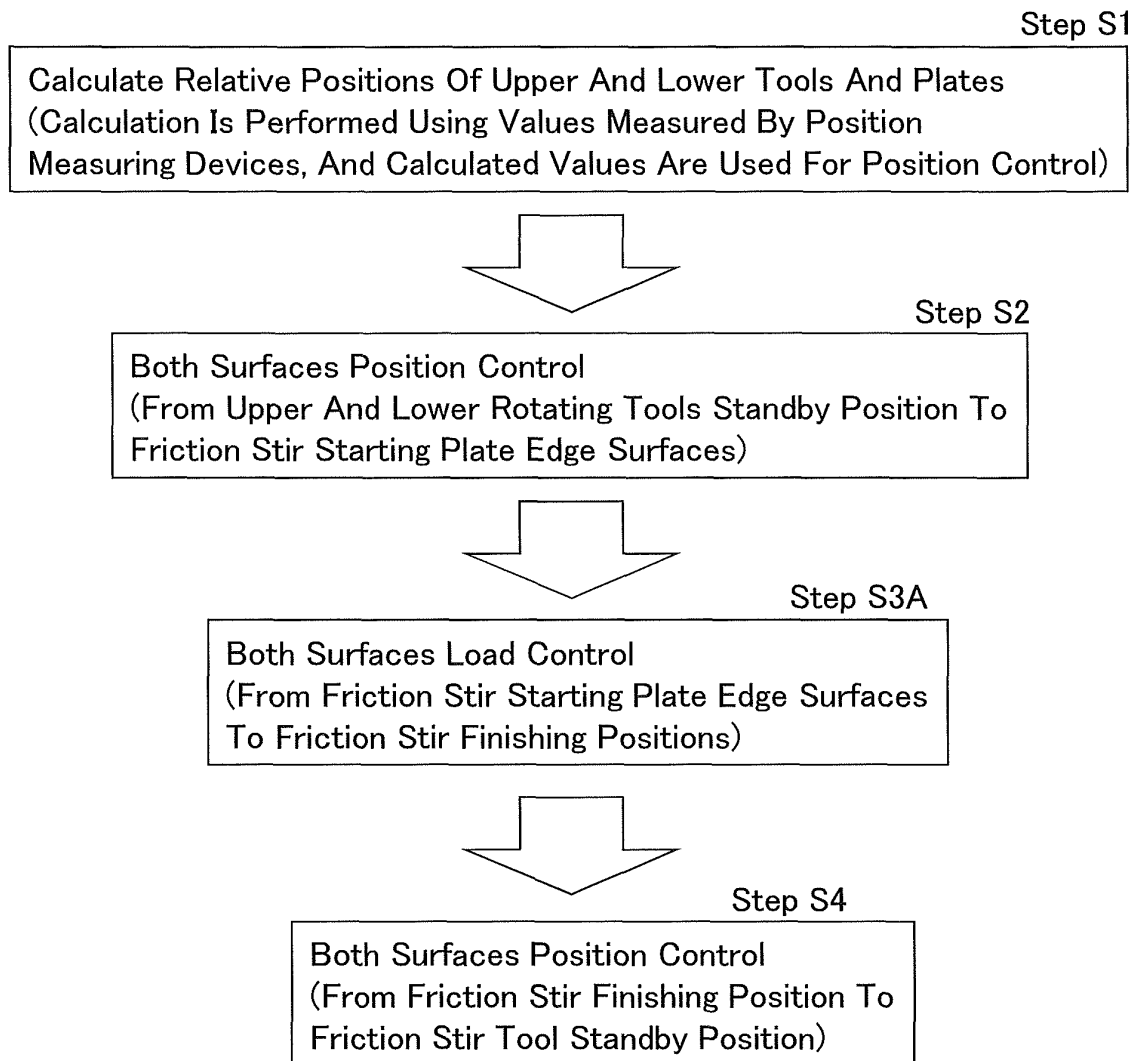 Step S1
Calculate Relative Positions Of Upper And Lower Tools And Plates
(Calculation Is Performed Using Values Measured By Position
Measuring Devices, And Calculated Values Are Used For Position Control)
Step S2
Both Surfaces Position Control
(From Upper And Lower Rotating Tools Standby Position To
Friction Stir Starting Plate Edge Surfaces)
Step S3A
Both Surfaces Load Control
(From Friction Stir Starting Plate Edge Surfaces
To Friction Stir Finishing Positions)
Step S4
Both Surfaces Position Control
(From Friction Stir Finishing Position To
Friction Stir Tool Standby Position)